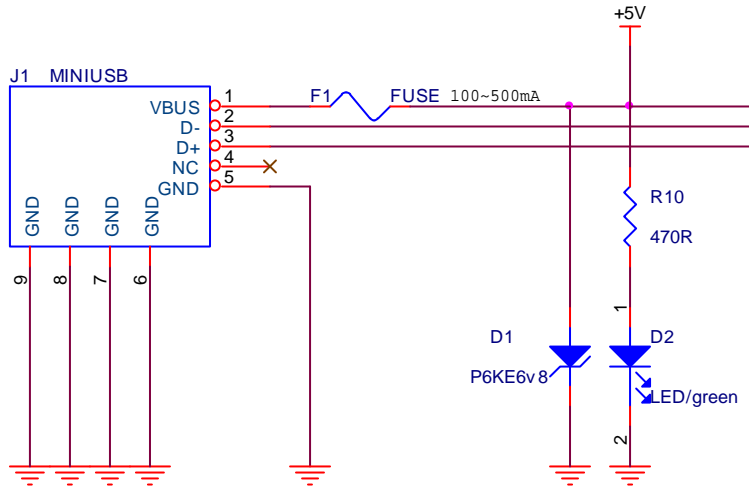 +5V
J1 MINIUSB
1
VBUS
F1 FUSE 100~500mA
2
D-
3
D+
4
NC
5
GND
GND GND GND GND
9 8 7 6
R10
470R
1
D1
D2
P6KE6v8
LED/green
2